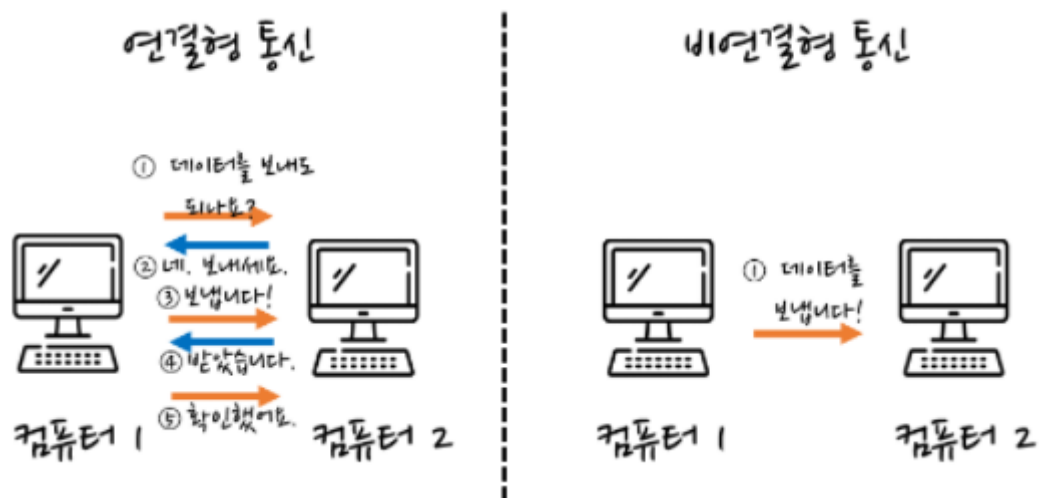 연결형 통신
① 데이터를 보내도
되나요?
② 네. 보내세요.
③ 보냅니다!
④ 받았습니다.
⑤ 확인했어요.
컴퓨터 1
컴퓨터 2
비연결형 통신
① 데이터를
보냅니다!
컴퓨터 1
컴퓨터 2